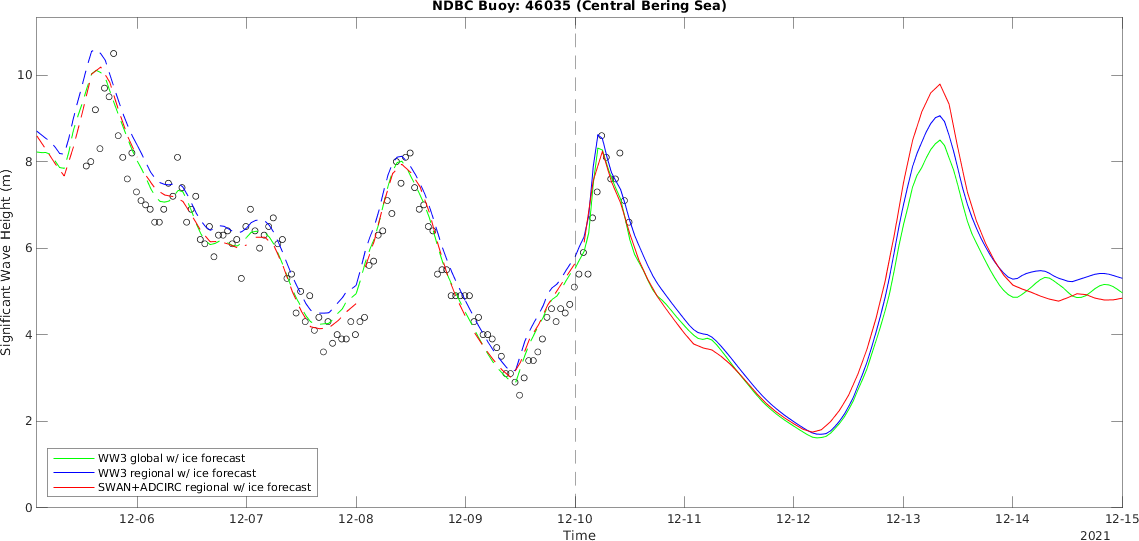 NDBC Buoy: 46035 (Central Bering Sea)
Significant Wave Height (m)
10
8
6
4
2
0
WW3 global w/ ice forecast
WW3 regional w/ ice forecast
SWAN+ADCIRC regional w/ ice forecast
12-06 12-07 12-08 12-09 12-10 12-11 12-12 12-13 12-14 12-15
Time
2021